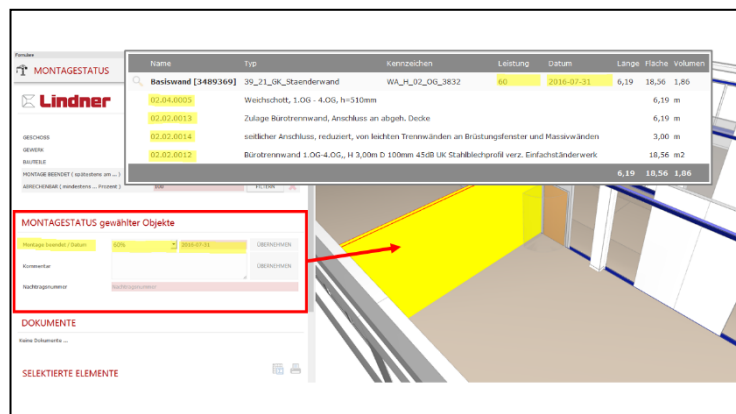 Formulare
MONTAGESTATUS
Lindner
GESCHOSS
GEWERK
BAUTEILE
MONTAGE BEENDET ( spätestens am ... )
ABRECHENBAR ( mindestens ... Prozent )
FILTERN
Name Typ Kennzeichen Leistung Datum Länge Fläche Volumen
Basiswand [3489369] 39_21_GK_Staenderwand WA_H_02_OG_3832 60 2016-07-31 6,19 18,56 1,86
02.04.0005 Weichschott, 1.OG - 4.OG, h=510mm 6,19 m
02.02.0013 Zulage Bürotrennwand, Anschluss an abgeh. Decke 6,19 m
02.02.0014 seitlicher Anschluss, reduziert, von leichten Trennwänden an Brüstungsfenster und Massivwänden 3,00 m
02.02.0012 Bürotrennwand 1.OG-4.OG,, H 3,00m D 100mm 45dB UK Stahlblechprofil verz. Einfachständerwerk 18,56 m2
6,19 18,56 1,86
MONTAGESTATUS gewählter Objekte
Montage beendet / Datum 60% 2016-07-31 ÜBERNEHMEN
Kommentar ÜBERNEHMEN
Nachtragsnummer Nachtragsnummer
DOKUMENTE
Keine Dokumente ...
SELEKTIERTE ELEMENTE